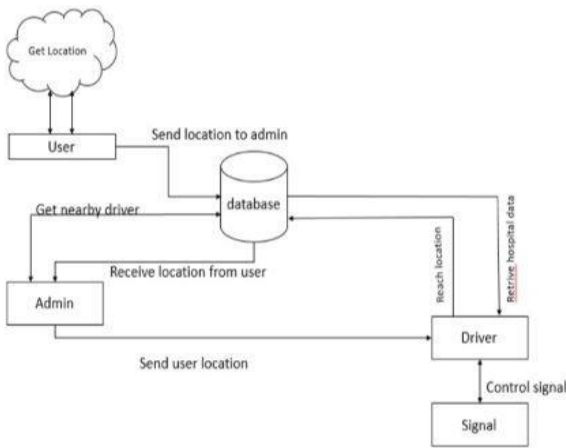 Get Location
User
Send location to admin
database
Get nearby driver
Receive location from user
Admin
Send user location
Reach location
Retrive hospital data
Driver
Control signal
Signal